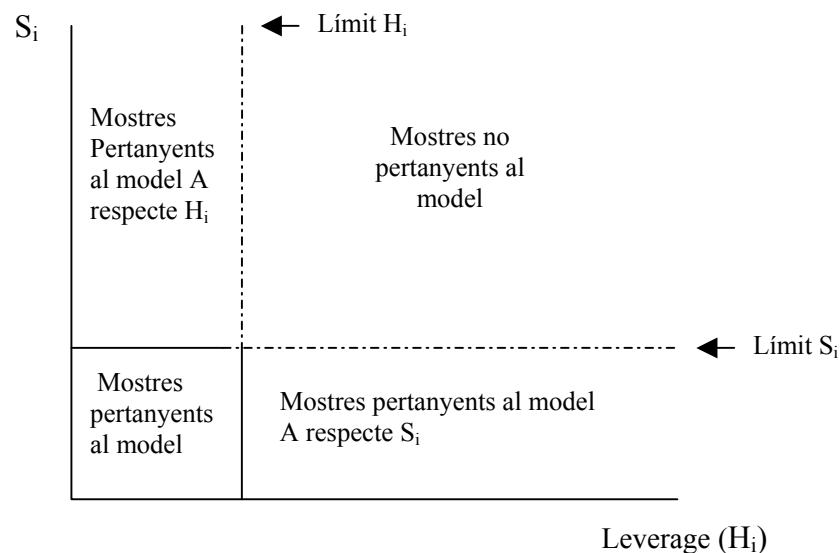 Sᵢ
Límit Hᵢ
Mostres
Pertanyents
al model A
respecte Hᵢ
Mostres no
pertanyents al
model
Límit Sᵢ
Mostres
pertanyents
al model
Mostres pertanyents al model
A respecte Sᵢ
Leverage (Hᵢ)